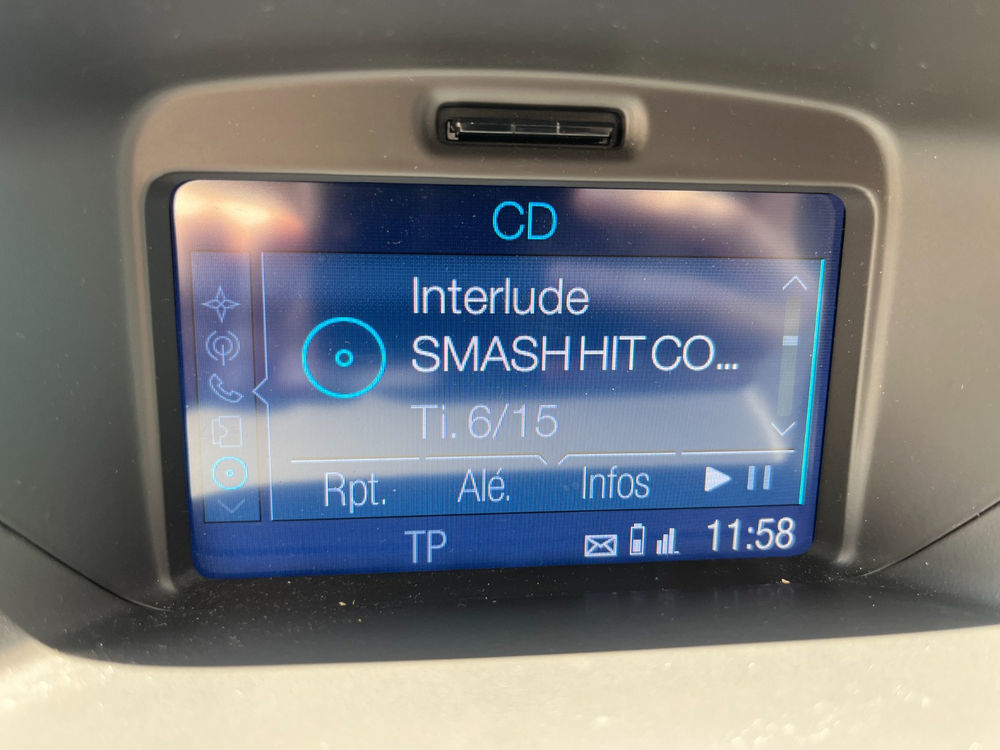 CD
Interlude
SMASH HIT CO...
Ti. 6/15
Rpt. Alé. Infos
TP 11:58